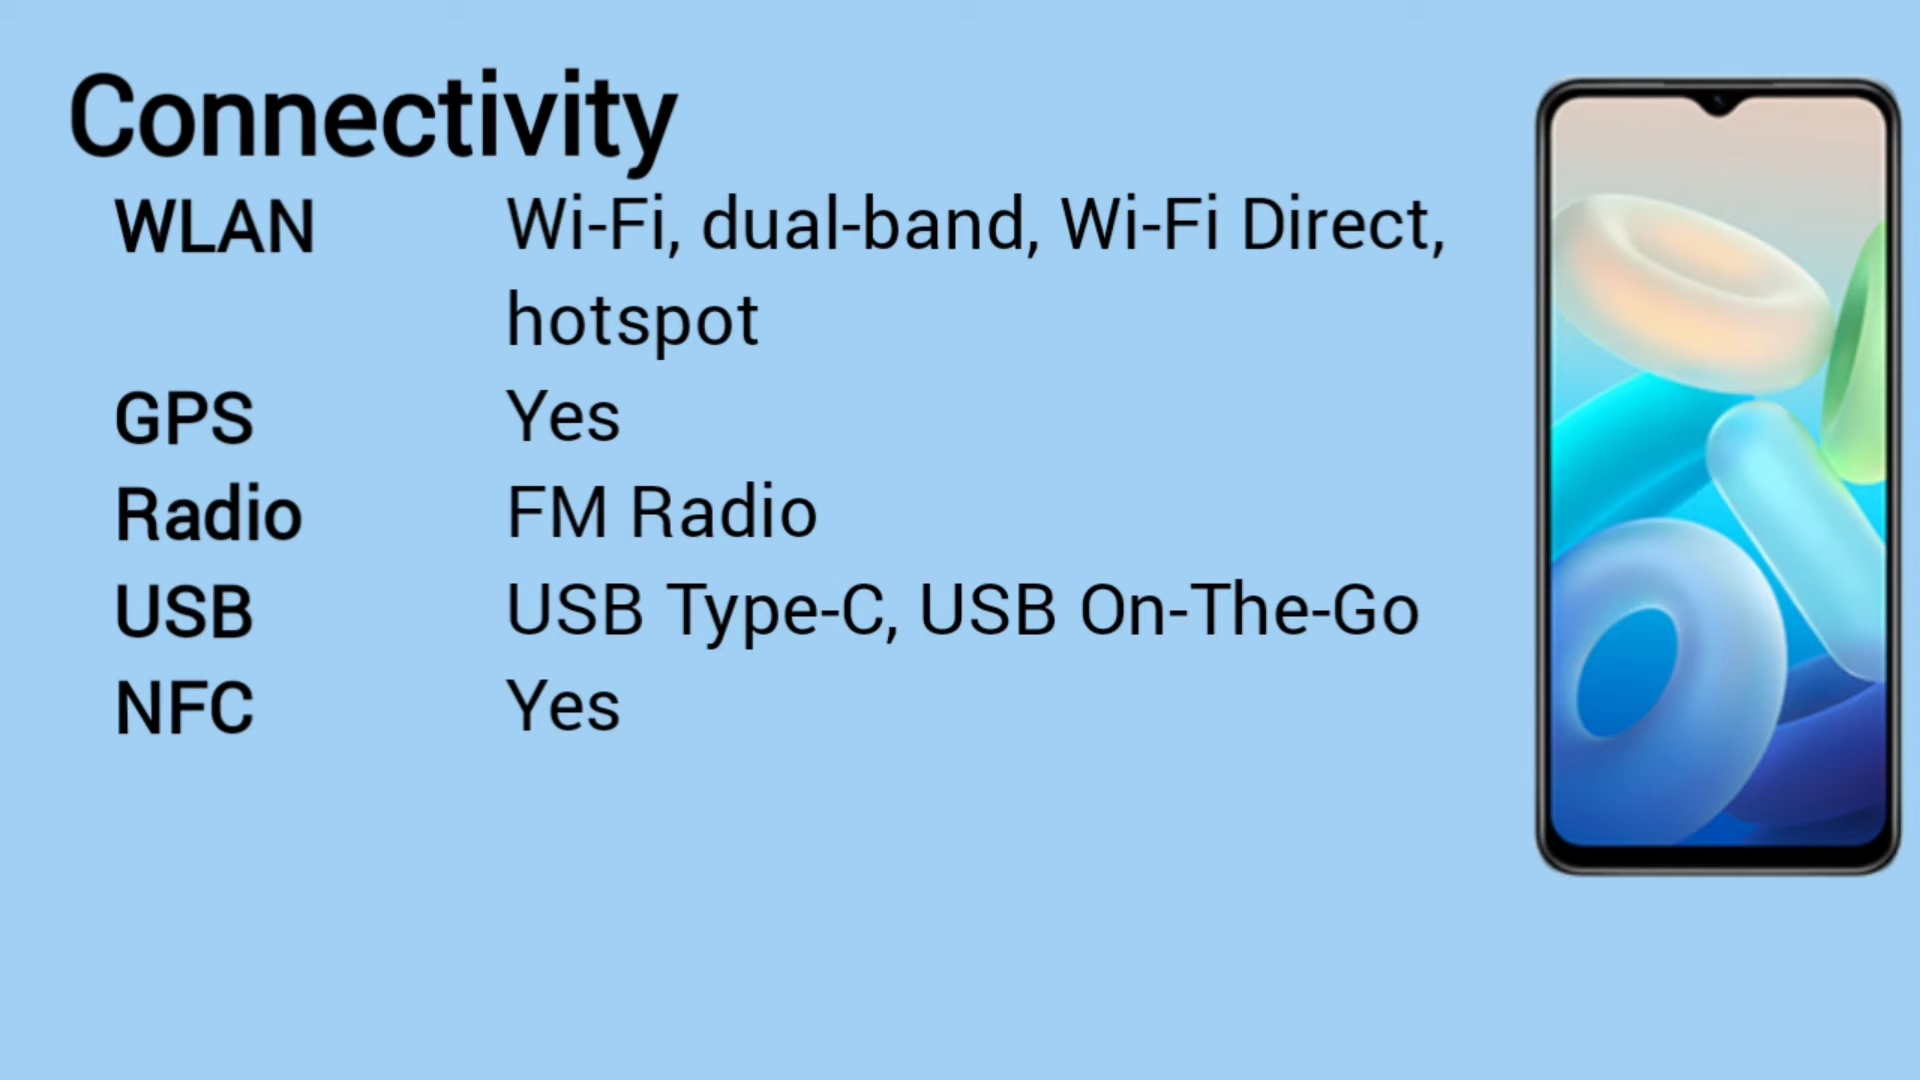 Connectivity
WLAN Wi-Fi, dual-band, Wi-Fi Direct,
hotspot
GPS Yes
Radio FM Radio
USB USB Type-C, USB On-The-Go
NFC Yes